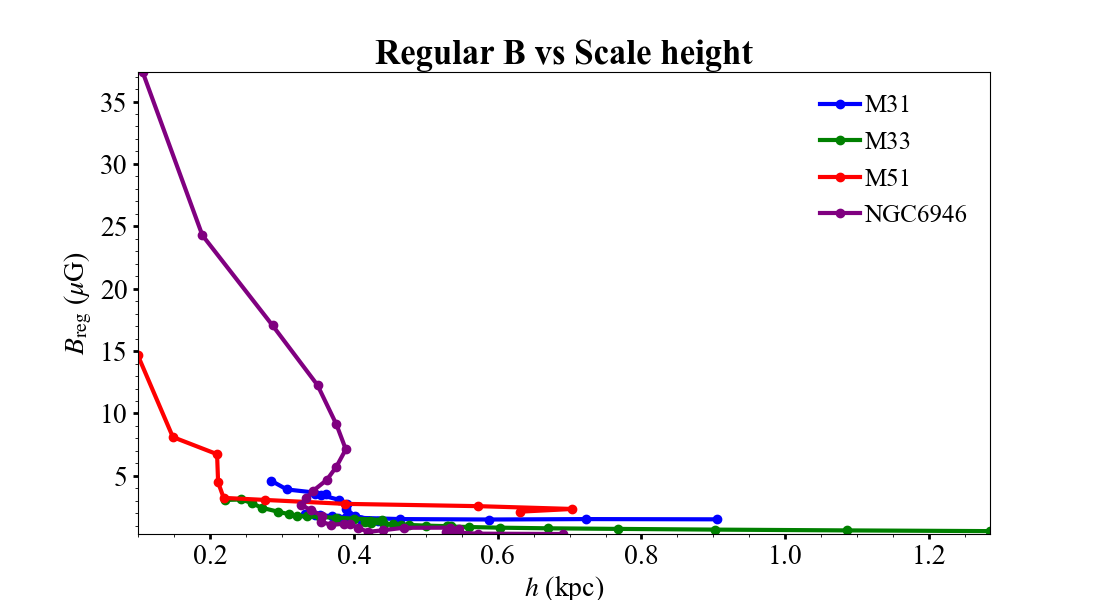 Regular B vs Scale height
M31
M33
M51
NGC6946
35
30
25
20
15
10
5
B_reg (μG)
0.2 0.4 0.6 0.8 1.0 1.2
h (kpc)